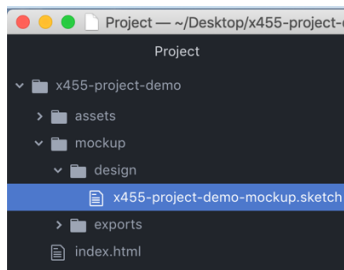 Project — ~/Desktop/x455-project-
Project
x455-project-demo
assets
mockup
design
x455-project-demo-mockup.sketch
exports
index.html